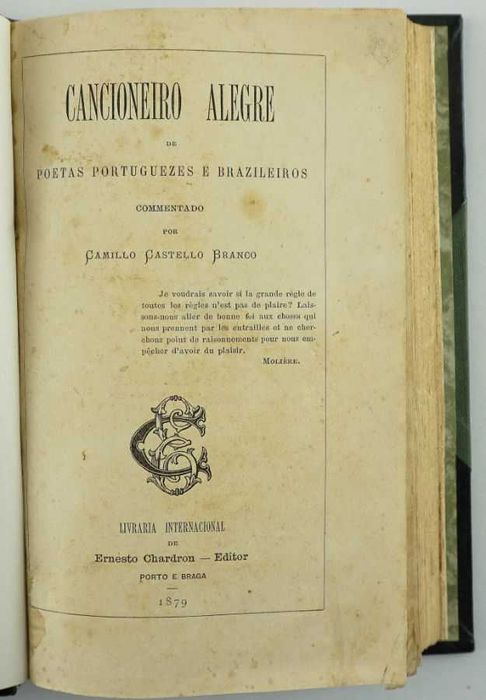 CANCIONEIRO ALEGRE
DE
POETAS PORTUGUEZES E BRAZILEIROS
COMMENTADO
POR
CAMILLO CASTELLO BRANCO
Je voudrais savoir si la grande règle de
toutes les règles n'est pas de plaire? Lais-
sons-nous aller de bonne foi aux choses qui
nous prennent par les entrailles et ne cher-
chons point de raisonnements pour nous em-
pêcher d'avoir du plaisir.
MOLIÈRE.
LIVRARIA INTERNACIONAL
DE
Ernesto Chardron — Editor
PORTO E BRAGA
1879